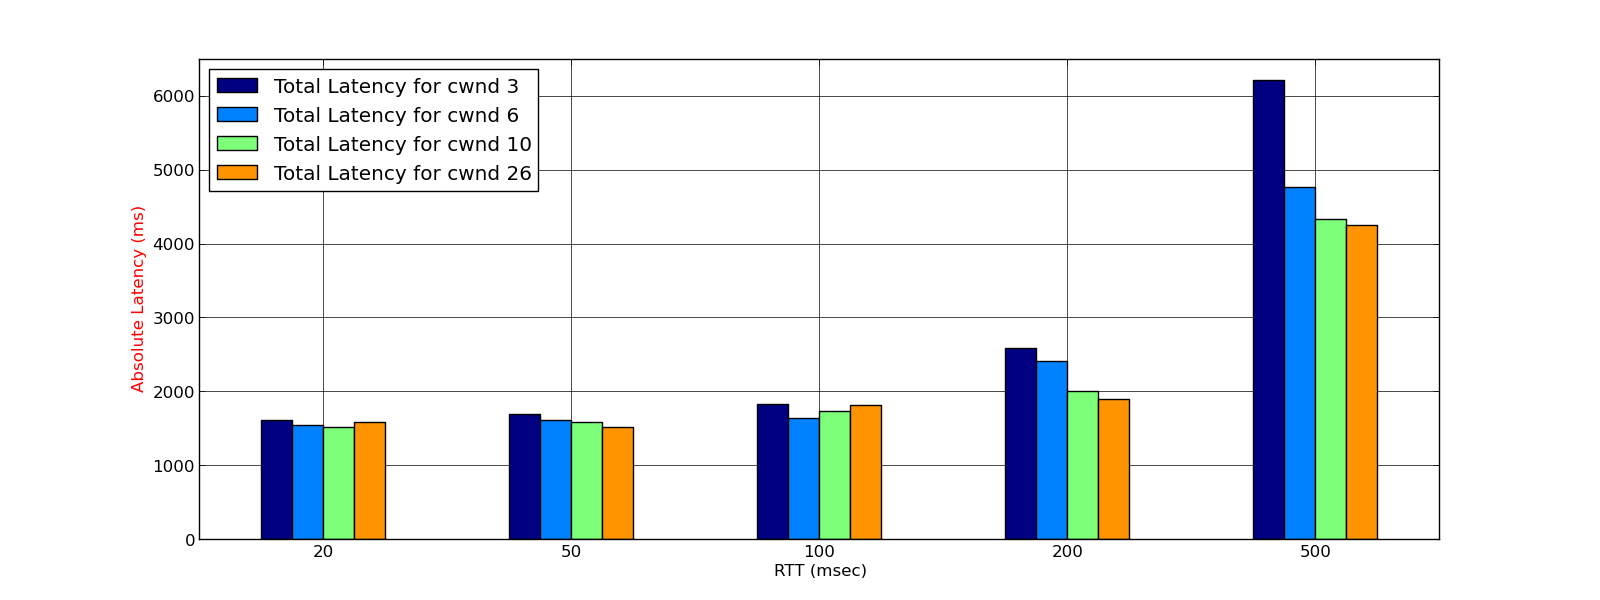 Total Latency for cwnd 3
Total Latency for cwnd 6
Total Latency for cwnd 10
Total Latency for cwnd 26
Absolute Latency (ms)
6000
5000
4000
3000
2000
1000
0
20 50 100 200 500
RTT (msec)